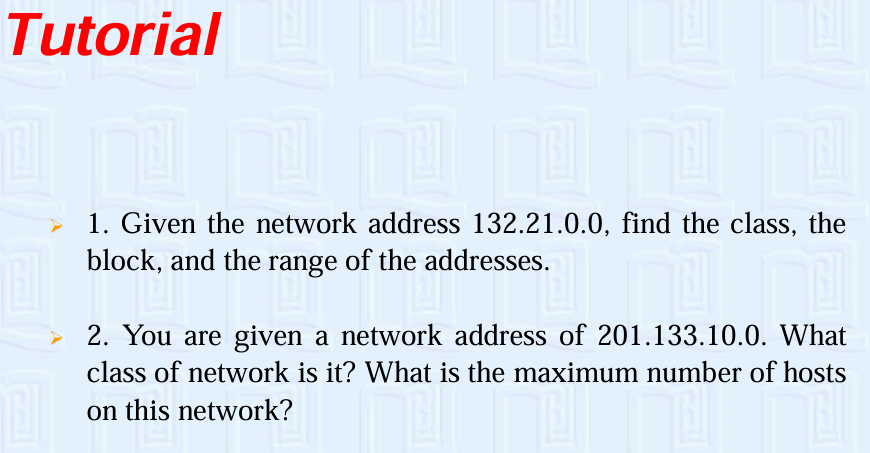 Tutorial
1. Given the network address 132.21.0.0, find the class, the
block, and the range of the addresses.
2. You are given a network address of 201.133.10.0. What
class of network is it? What is the maximum number of hosts
on this network?